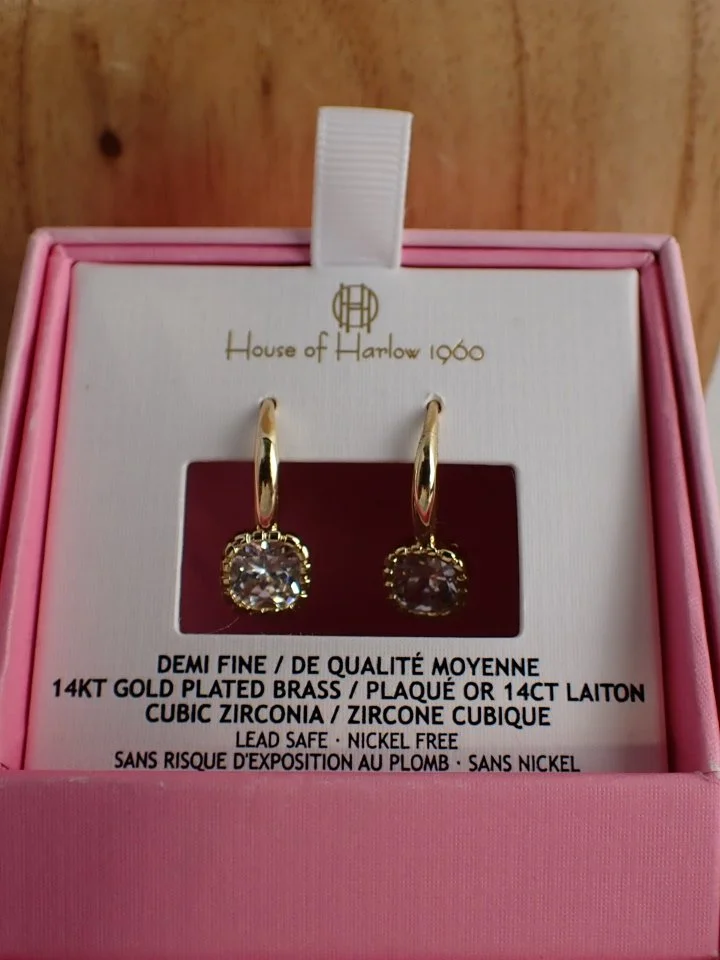 House of Harlow 1960
DEMI FINE / DE QUALITÉ MOYENNE
14KT GOLD PLATED BRASS / PLAQUÉ OR 14CT LAITON
CUBIC ZIRCONIA / ZIRCONE CUBIQUE
LEAD SAFE · NICKEL FREE
SANS RISQUE D'EXPOSITION AU PLOMB · SANS NICKEL